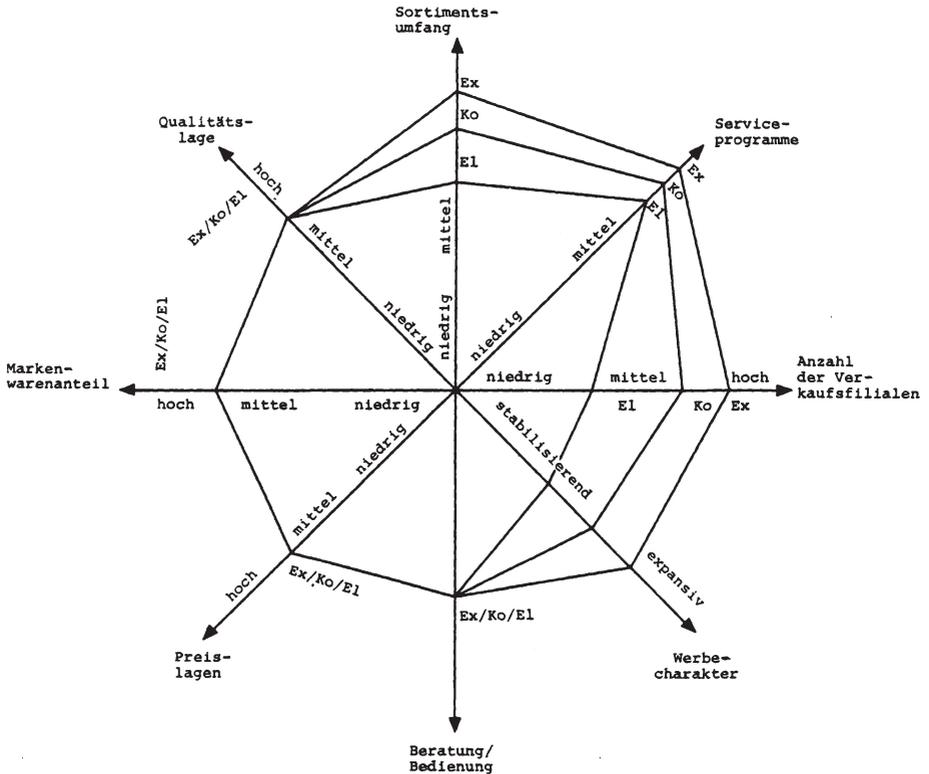 Sortiments-
umfang
Ex
Ko
El
mittel
niedrig
Service-
programme
Ex
Ko
El
mittel
niedrig
Qualitäts-
lage
hoch
Ex/Ko/El
mittel
niedrig
Ex/Ko/El
Marken-
warenanteil
hoch
mittel
niedrig
niedrig
mittel
hoch
Anzahl
der Ver-
kaufsfilialen
El
Ko
Ex
stabilisierend
expansiv
Werbe-
charakter
niedrig
mittel
hoch
Ex/Ko/El
Preis-
lagen
Ex/Ko/El
Beratung/
Bedienung